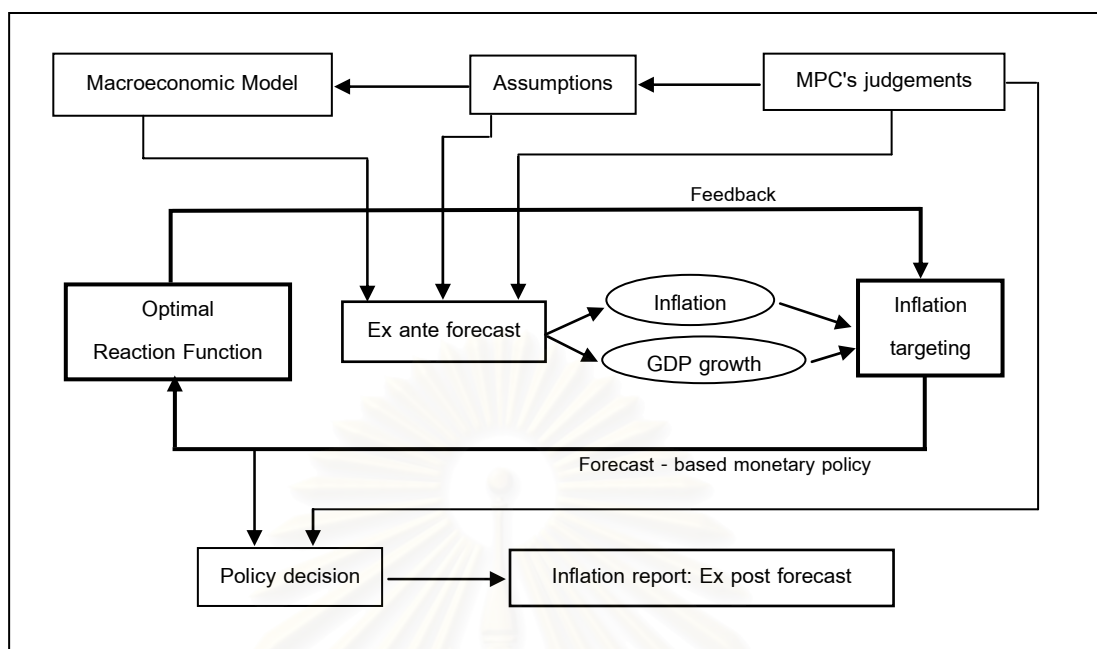 Macroeconomic Model
Assumptions
MPC's judgements
Feedback
Optimal
Reaction Function
Ex ante forecast
Inflation
GDP growth
Inflation
targeting
Forecast - based monetary policy
Policy decision
Inflation report: Ex post forecast